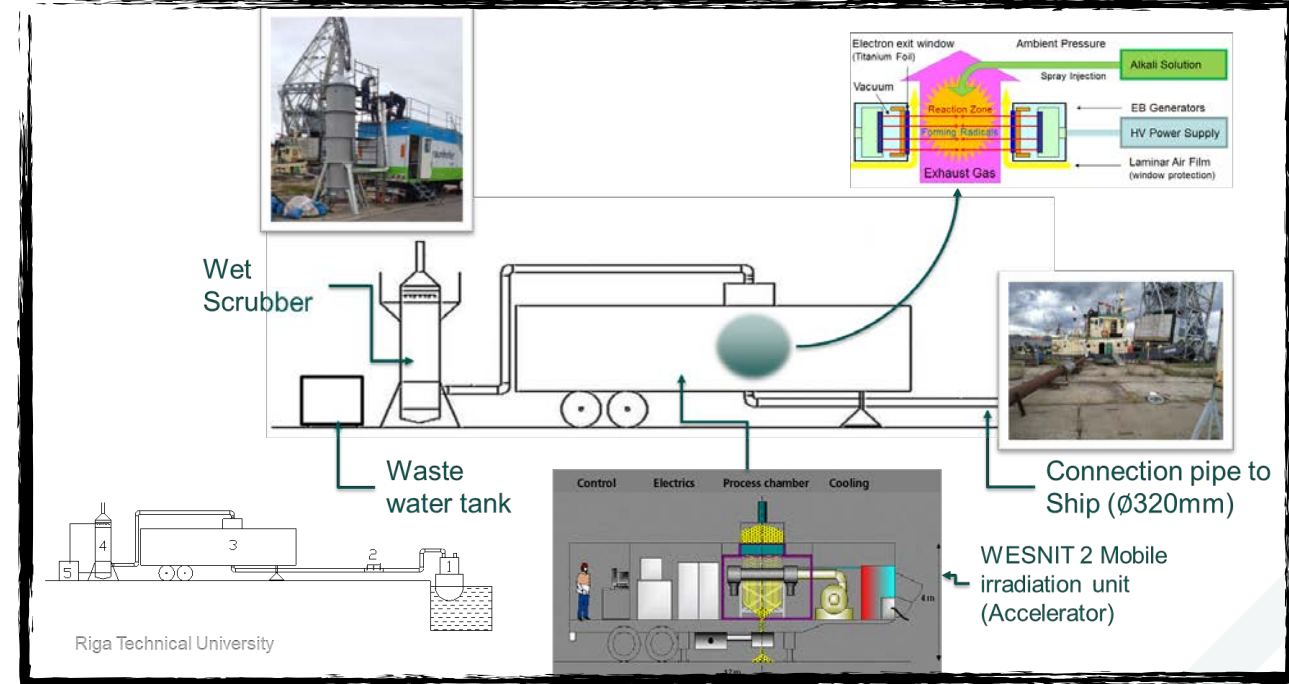 Electron exit window
(Titanium Foil)
Ambient Pressure
Alkali Solution
Spray Injection
Vacuum
Reaction Zone
EB Generators
Forming Radicals
HV Power Supply
Laminar Air Film
(window protection)
Exhaust Gas
Wet
Scrubber
Waste
water tank
Connection pipe to
Ship (Ø320mm)
Control
Electrics
Process chamber
Cooling
4 m
12 m
WESNIT 2 Mobile
irradiation unit
(Accelerator)
1
2
3
4
5
Riga Technical University